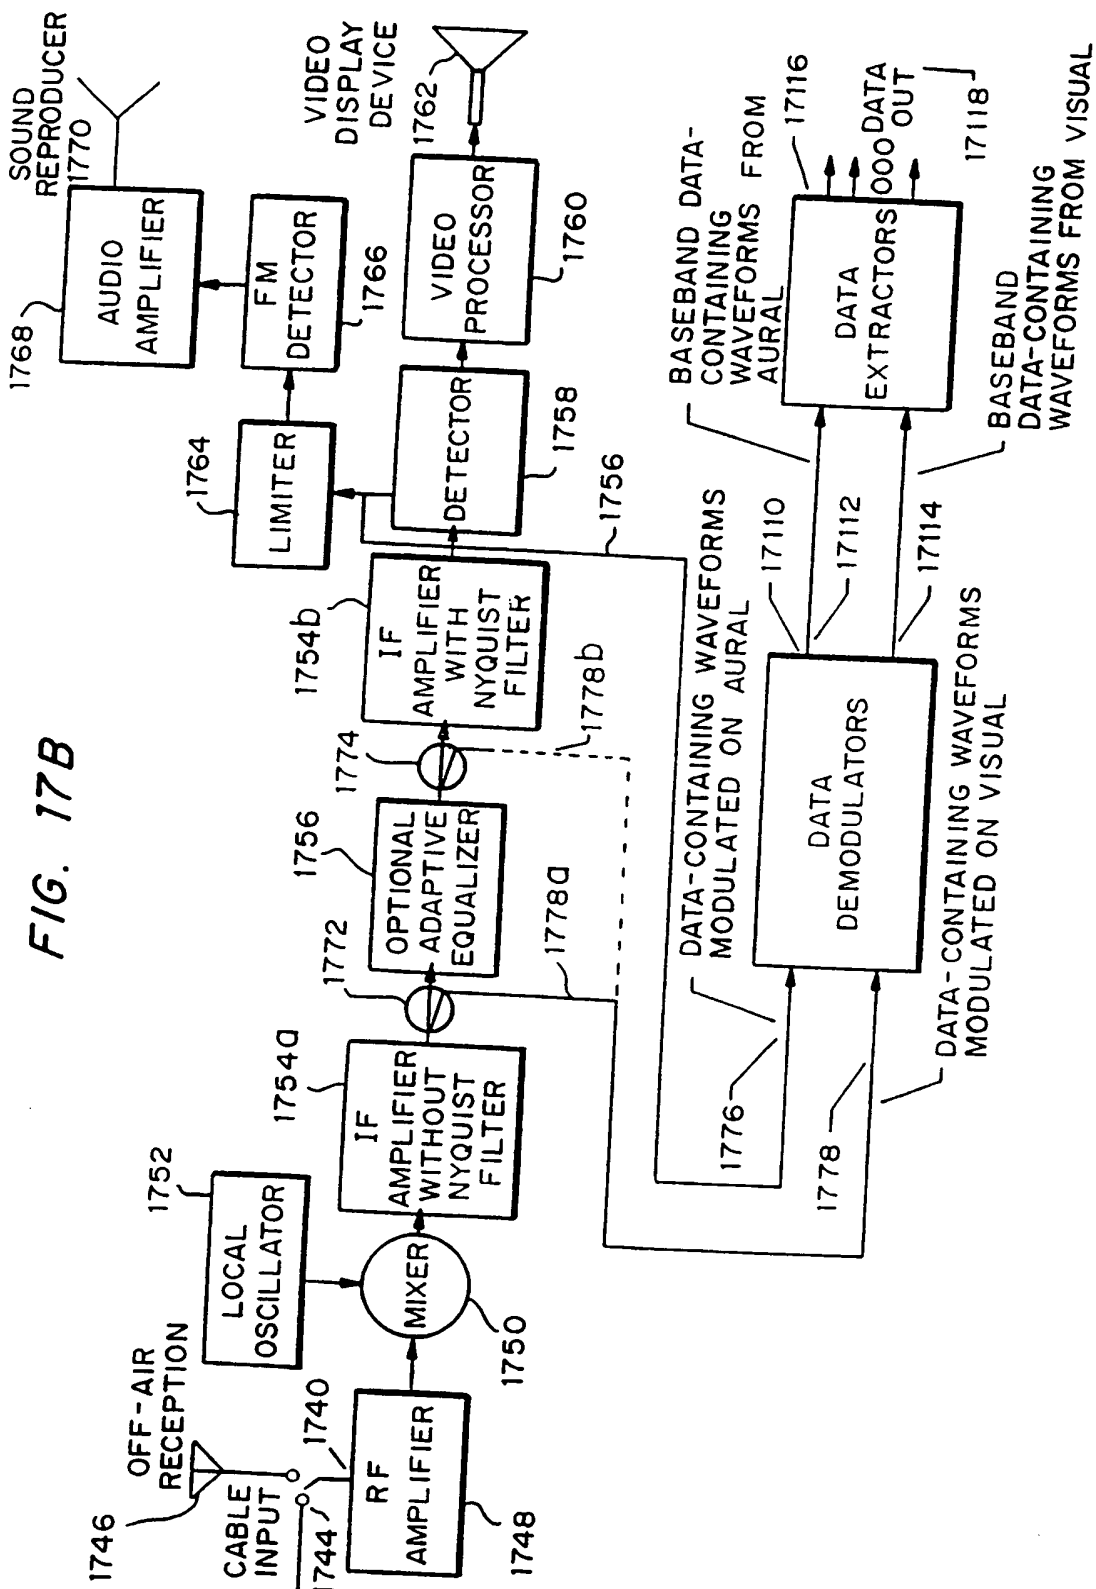 FIG. 17B
OFF-AIR
RECEPTION
1746
CABLE
INPUT
1744
1740
RF
AMPLIFIER
1748
LOCAL
OSCILLATOR
1752
MIXER
1750
IF
AMPLIFIER
WITHOUT
NYQUIST
FILTER
1754a
1772
OPTIONAL
ADAPTIVE
EQUALIZER
1756
1774
IF
AMPLIFIER
WITH
NYQUIST
FILTER
1754b
1778a
1778b
DETECTOR
1758
1756
LIMITER
1764
FM
DETECTOR
1766
AUDIO
AMPLIFIER
1768
SOUND
REPRODUCER
1770
VIDEO
PROCESSOR
1760
VIDEO
DISPLAY
DEVICE
1762
1776
DATA-CONTAINING WAVEFORMS
MODULATED ON AURAL
1778
DATA-CONTAINING WAVEFORMS
MODULATED ON VISUAL
DATA
DEMODULATORS
17110
17112
17114
BASEBAND DATA-
CONTAINING
WAVEFORMS FROM
AURAL
BASEBAND
DATA-CONTAINING
WAVEFORMS FROM VISUAL
DATA
EXTRACTORS
17116
000 DATA
OUT
17118